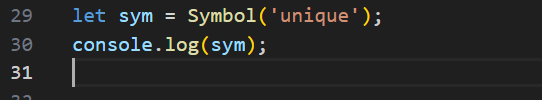 29 let sym = Symbol('unique');
30 console.log(sym);
31